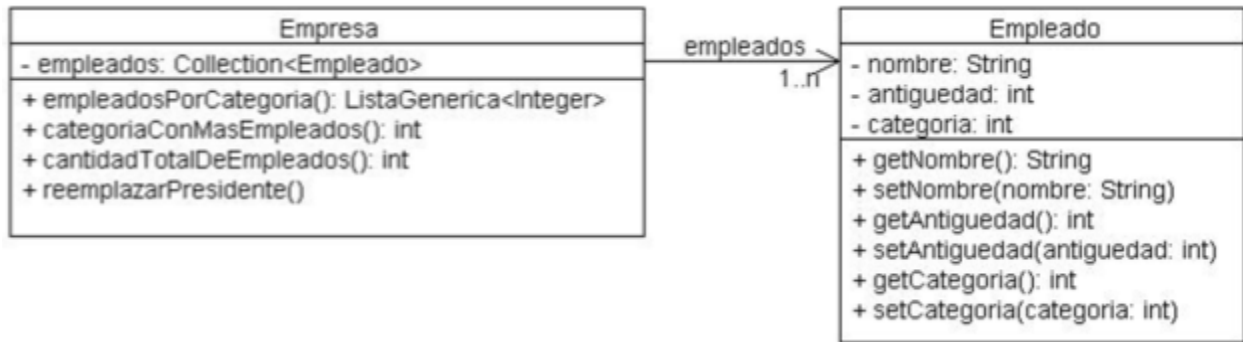 Empresa
- empleados: Collection<Empleado>
+ empleadosPorCategoria(): ListaGenerica<Integer>
+ categoriaConMasEmpleados(): int
+ cantidadTotalDeEmpleados(): int
+ reemplazarPresidente()
empleados
1..n
Empleado
- nombre: String
- antiguedad: int
- categoria: int
+ getNombre(): String
+ setNombre(nombre: String)
+ getAntiguedad(): int
+ setAntiguedad(antiguedad: int)
+ getCategoria(): int
+ setCategoria(categoria: int)